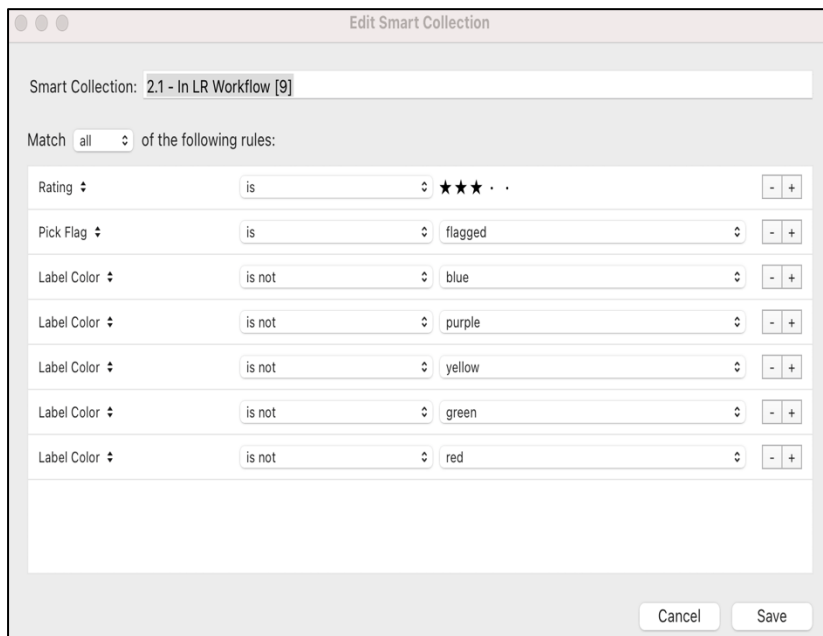 Edit Smart Collection
Smart Collection: 2.1 - In LR Workflow [9]
Match all of the following rules:
Rating is ★★★ · ·
Pick Flag is flagged
Label Color is not blue
Label Color is not purple
Label Color is not yellow
Label Color is not green
Label Color is not red
Cancel Save